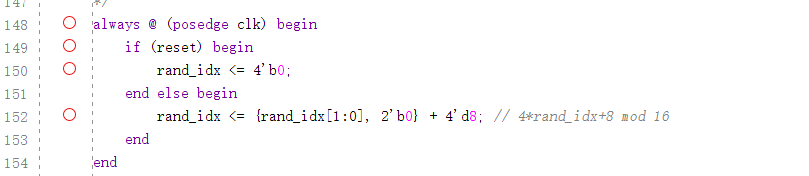 147 */
148 always @ (posedge clk) begin
149 if (reset) begin
150 rand_idx <= 4'b0;
151 end else begin
152 rand_idx <= {rand_idx[1:0], 2'b0} + 4'd8; // 4*rand_idx+8 mod 16
153 end
154 end